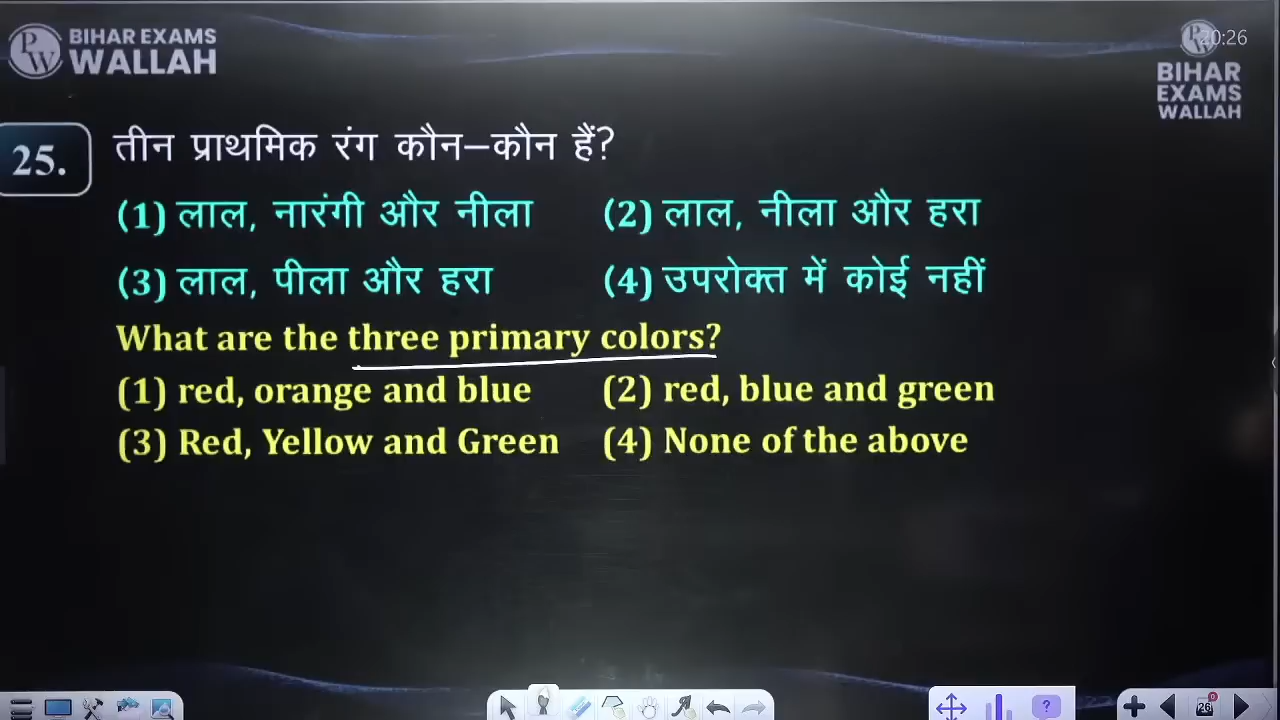 BIHAR EXAMS
WALLAH
20:26
BIHAR
EXAMS
WALLAH
25. तीन प्राथमिक रंग कौन–कौन हैं?
(1) लाल, नारंगी और नीला (2) लाल, नीला और हरा
(3) लाल, पीला और हरा (4) उपरोक्त में कोई नहीं
What are the three primary colors?
(1) red, orange and blue (2) red, blue and green
(3) Red, Yellow and Green (4) None of the above
26